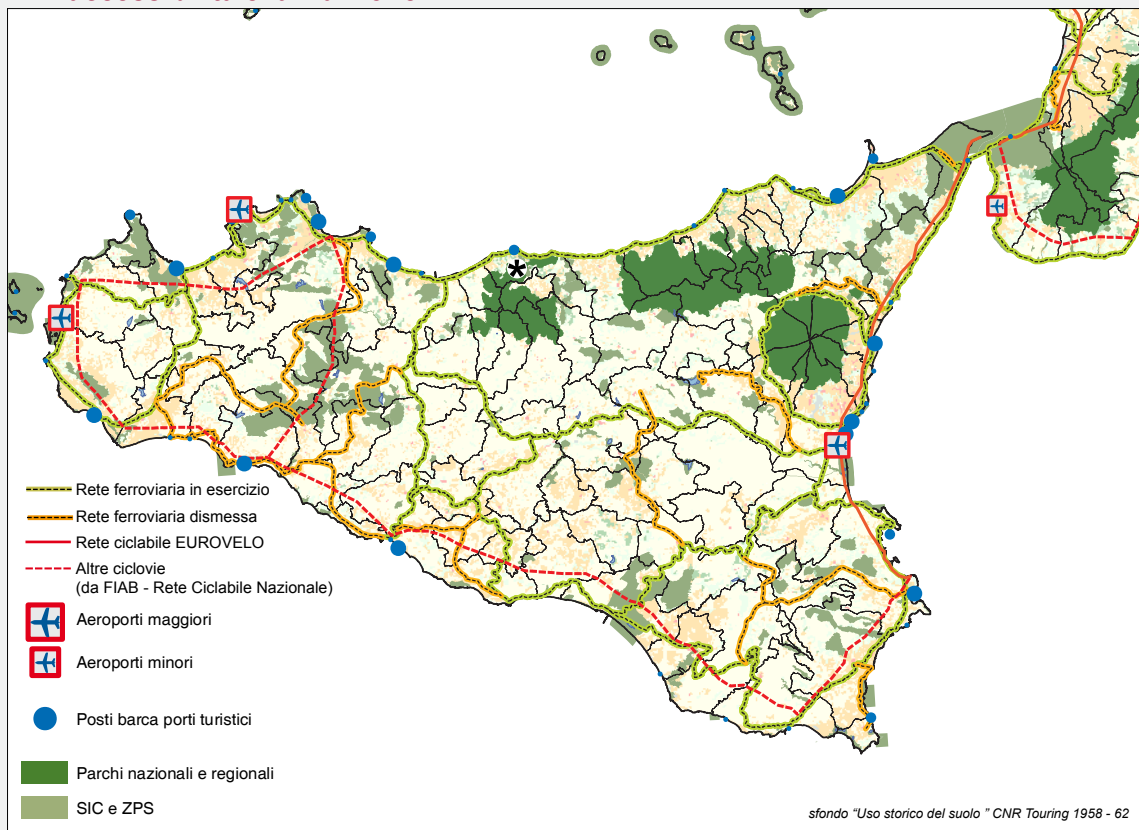 Rete ferroviaria in esercizio
Rete ferroviaria dismessa
Rete ciclabile EUROVELO
Altre ciclovie
(da FIAB - Rete Ciclabile Nazionale)
Aeroporti maggiori
Aeroporti minori
Posti barca porti turistici
Parchi nazionali e regionali
SIC e ZPS
sfondo "Uso storico del suolo " CNR Touring 1958 - 62